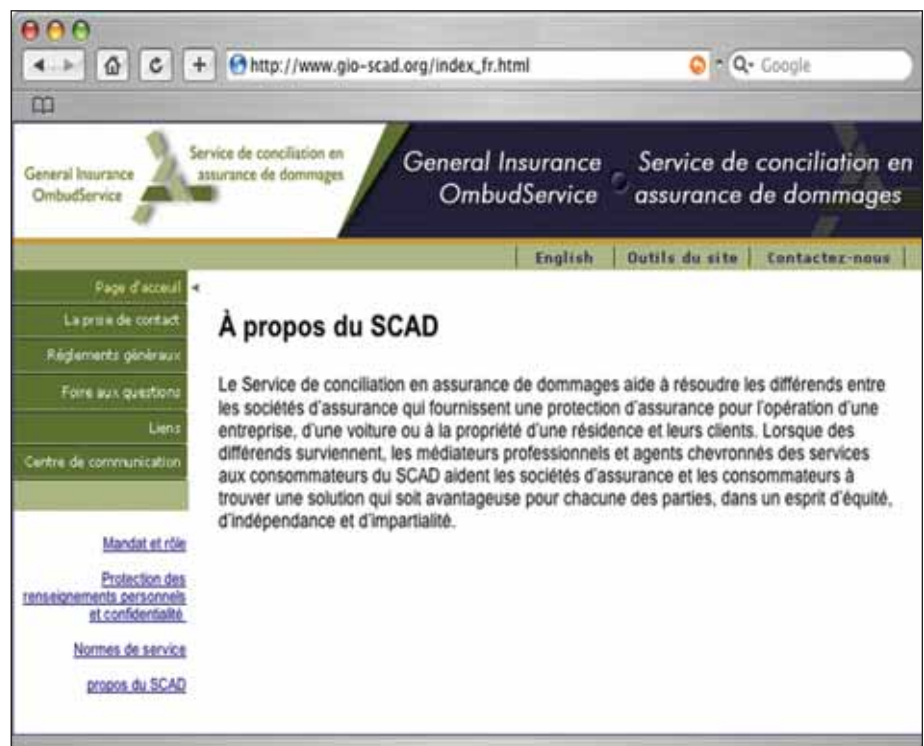 http://www.gio-scad.org/index_fr.html
Google
General Insurance
OmbudService
Service de conciliation en
assurance de dommages
General Insurance
OmbudService
Service de conciliation en
assurance de dommages
English
Outils du site
Contactez-nous
Page d'acceuil
La prise de contact
Règlements généraux
Foire aux questions
Liens
Centre de communication
Mandat et rôle
Protection des
renseignements personnels
et confidentialité
Normes de service
propos du SCAD
À propos du SCAD
Le Service de conciliation en assurance de dommages aide à résoudre les différends entre
les sociétés d'assurance qui fournissent une protection d'assurance pour l'opération d'une
entreprise, d'une voiture ou à la propriété d'une résidence et leurs clients. Lorsque des
différends surviennent, les médiateurs professionnels et agents chevronnés des services
aux consommateurs du SCAD aident les sociétés d'assurance et les consommateurs à
trouver une solution qui soit avantageuse pour chacune des parties, dans un esprit d'équité,
d'indépendance et d'impartialité.